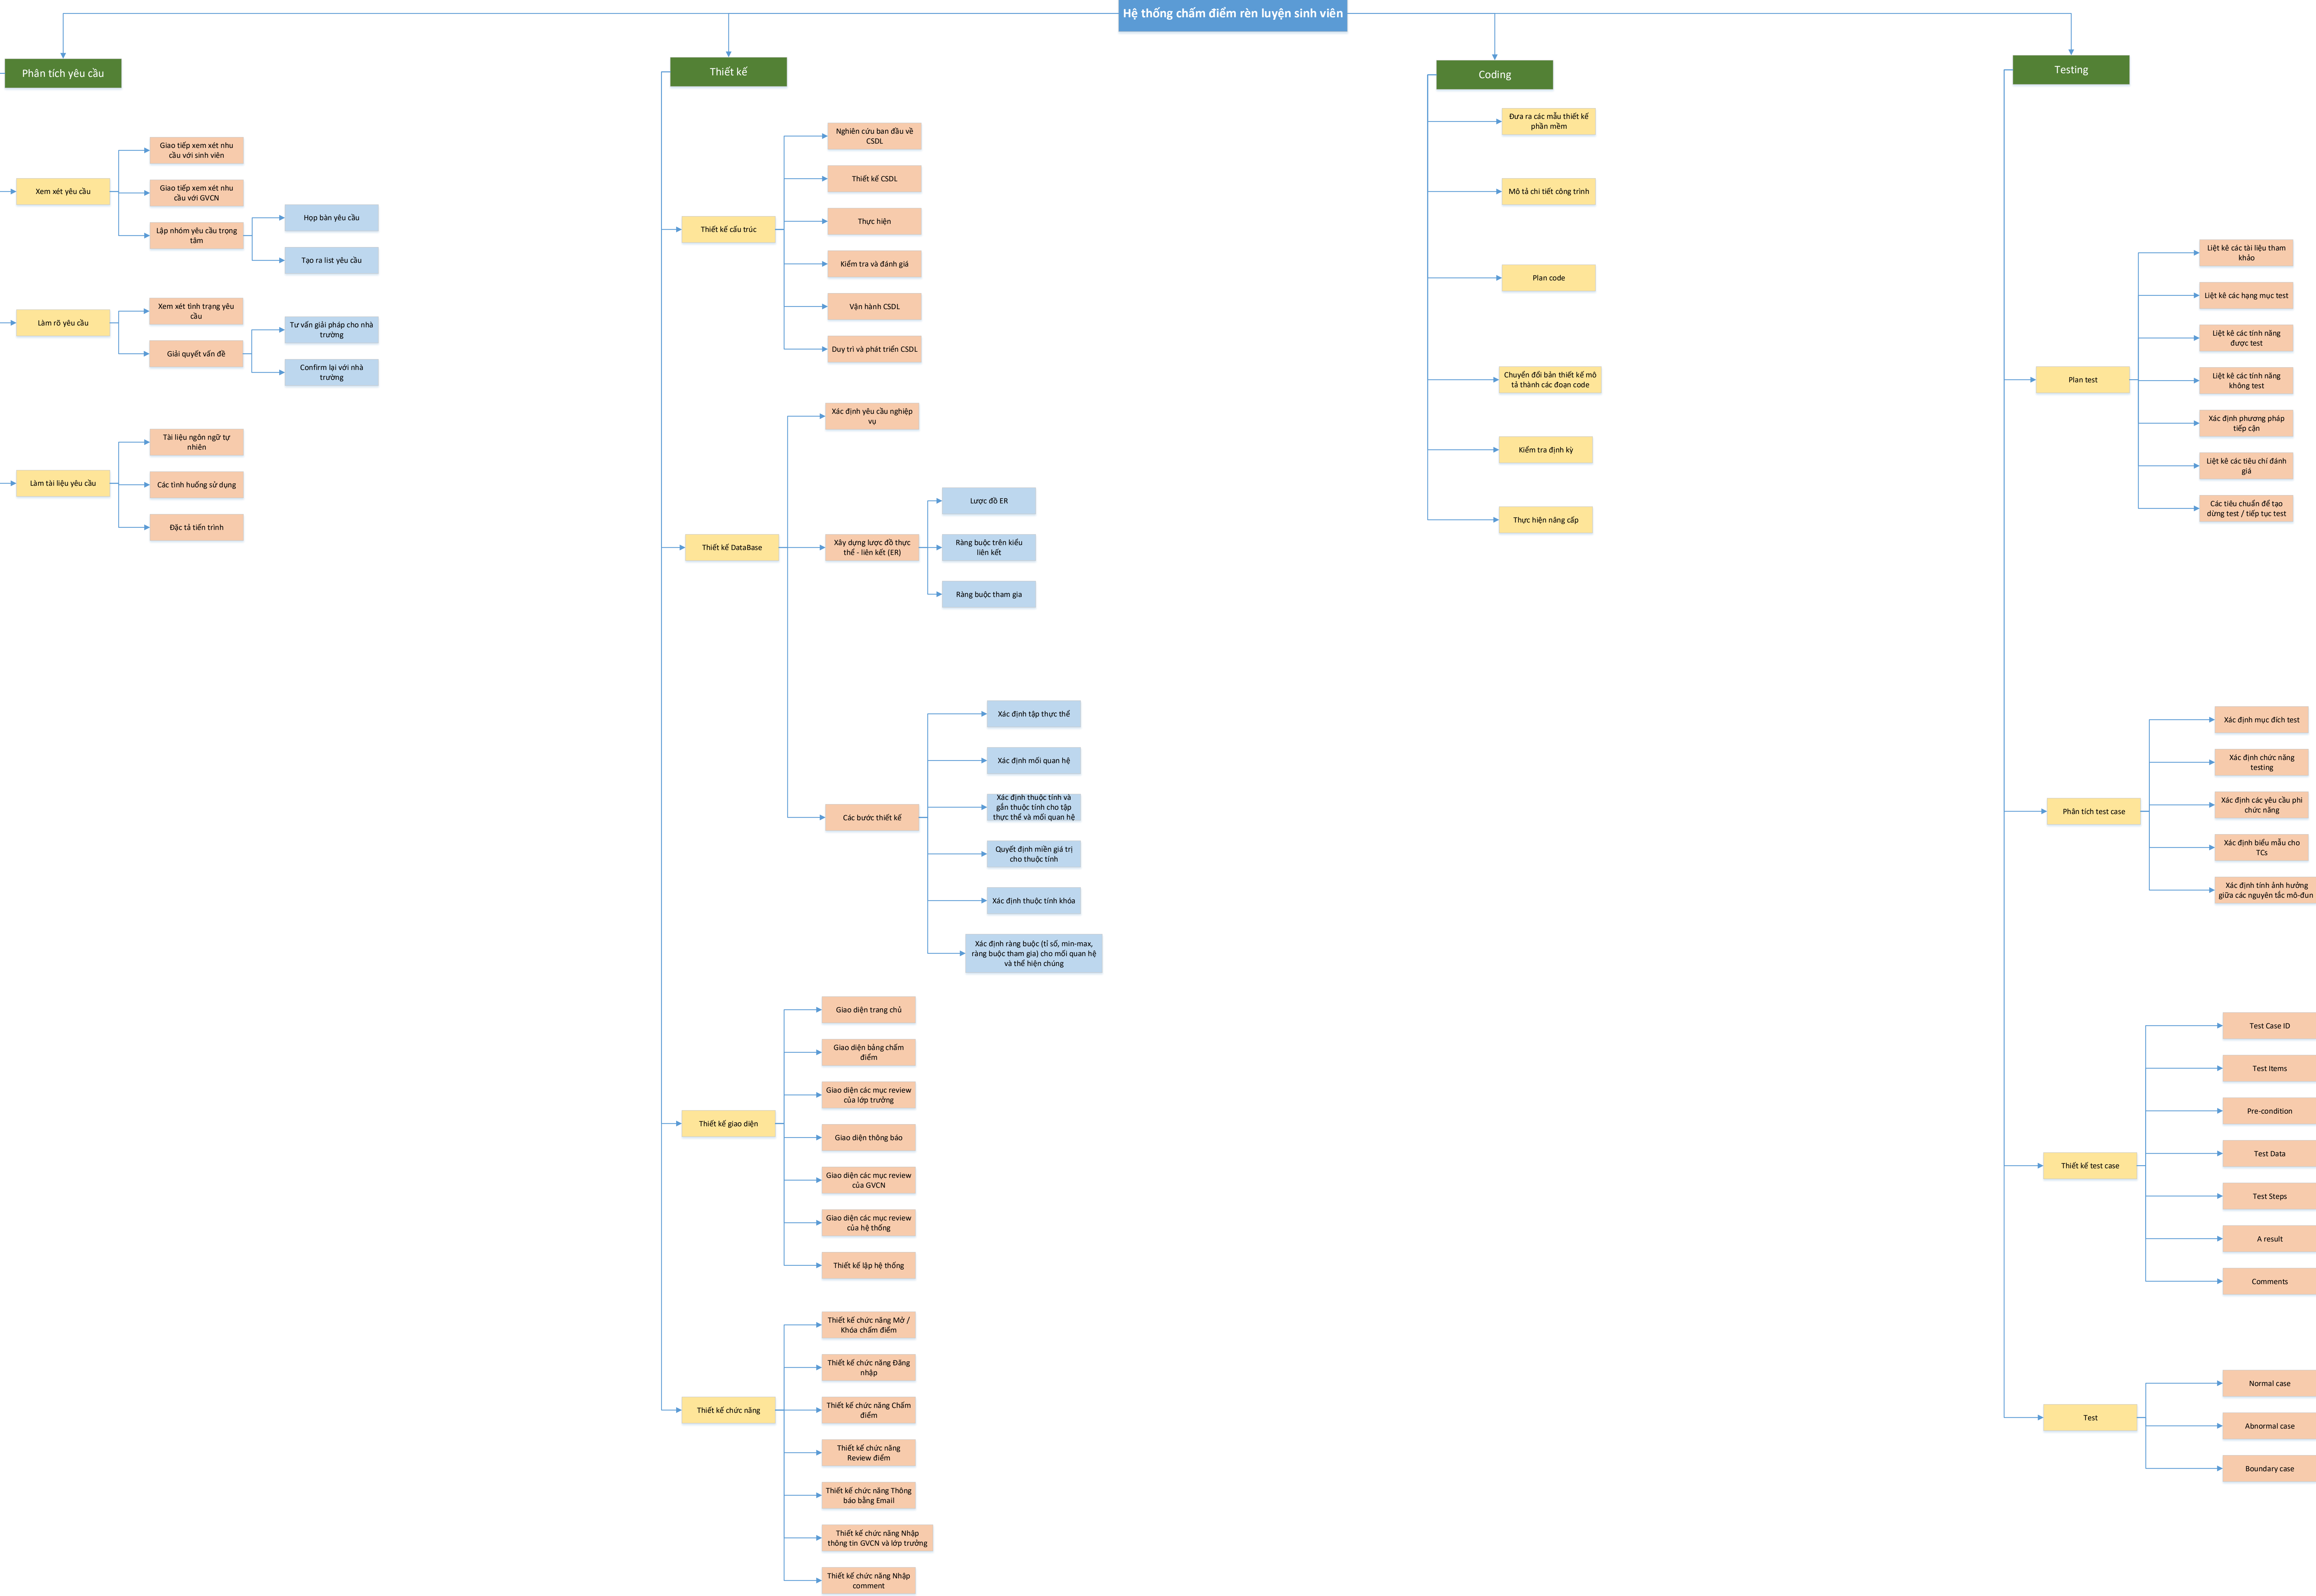 Hệ thống chấm điểm rèn luyện sinh viên
Phân tích yêu cầu
Xem xét yêu cầu
Giao tiếp xem xét nhu
cầu với sinh viên
Giao tiếp xem xét nhu
cầu với GVCN
Lập nhóm yêu cầu trọng
tâm
Họp bàn yêu cầu
Tạo ra list yêu cầu
Làm rõ yêu cầu
Xem xét tình trạng yêu
cầu
Giải quyết vấn đề
Tư vấn giải pháp cho nhà
trường
Confirm lại với nhà
trường
Làm tài liệu yêu cầu
Tài liệu ngôn ngữ tự
nhiên
Các tình huống sử dụng
Đặc tả tiến trình
Thiết kế
Thiết kế cấu trúc
Nghiên cứu ban đầu về
CSDL
Thiết kế CSDL
Thực hiện
Kiểm tra và đánh giá
Vận hành CSDL
Duy trì và phát triển CSDL
Thiết kế DataBase
Xác định yêu cầu nghiệp
vụ
Xây dựng lược đồ thực
thể - liên kết (ER)
Lược đồ ER
Ràng buộc trên kiểu
liên kết
Ràng buộc tham gia
Các bước thiết kế
Xác định tập thực thể
Xác định mối quan hệ
Xác định thuộc tính và
gắn thuộc tính cho tập
thực thể và mối quan hệ
Quyết định miền giá trị
cho thuộc tính
Xác định thuộc tính khóa
Xác định ràng buộc (tỉ số, min-max,
ràng buộc tham gia) cho mối quan hệ
và thể hiện chúng
Thiết kế giao diện
Giao diện trang chủ
Giao diện bảng chấm
điểm
Giao diện các mục review
của lớp trưởng
Giao diện thông báo
Giao diện các mục review
của GVCN
Giao diện các mục review
của hệ thống
Thiết kế lập hệ thống
Thiết kế chức năng
Thiết kế chức năng Mở /
Khóa chấm điểm
Thiết kế chức năng Đăng
nhập
Thiết kế chức năng Chấm
điểm
Thiết kế chức năng
Review điểm
Thiết kế chức năng Thông
báo bằng Email
Thiết kế chức năng Nhập
thông tin GVCN và lớp trưởng
Thiết kế chức năng Nhập
comment
Coding
Đưa ra các mẫu thiết kế
phần mềm
Mô tả chi tiết công trình
Plan code
Chuyển đổi bản thiết kế mô
tả thành các đoạn code
Kiểm tra định kỳ
Thực hiện nâng cấp
Testing
Plan test
Liệt kê các tài liệu tham
khảo
Liệt kê các hạng mục test
Liệt kê các tính năng
được test
Liệt kê các tính năng
không test
Xác định phương pháp
tiếp cận
Liệt kê các tiêu chí đánh
giá
Các tiêu chuẩn để tạo
dừng test / tiếp tục test
Phân tích test case
Xác định mục đích test
Xác định chức năng
testing
Xác định các yêu cầu phi
chức năng
Xác định biểu mẫu cho
TCs
Xác định tính ảnh hưởng
giữa các nguyên tắc mô-đun
Thiết kế test case
Test Case ID
Test Items
Pre-condition
Test Data
Test Steps
A result
Comments
Test
Normal case
Abnormal case
Boundary case